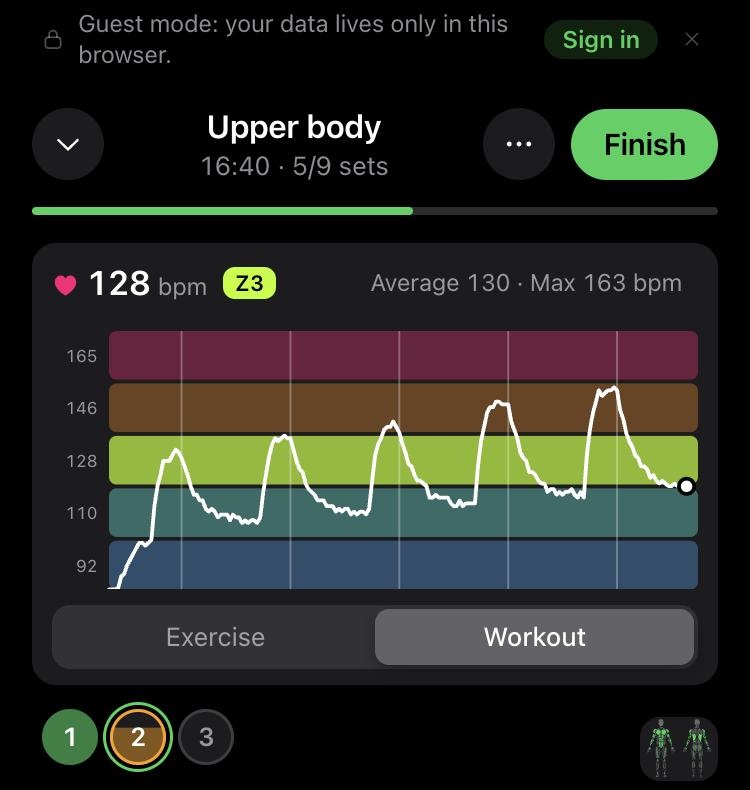 Guest mode: your data lives only in this
browser.
Sign in
Upper body
16:40 · 5/9 sets
Finish
128 bpm Z3 Average 130 · Max 163 bpm
165
146
128
110
92
Exercise Workout
1 2 3